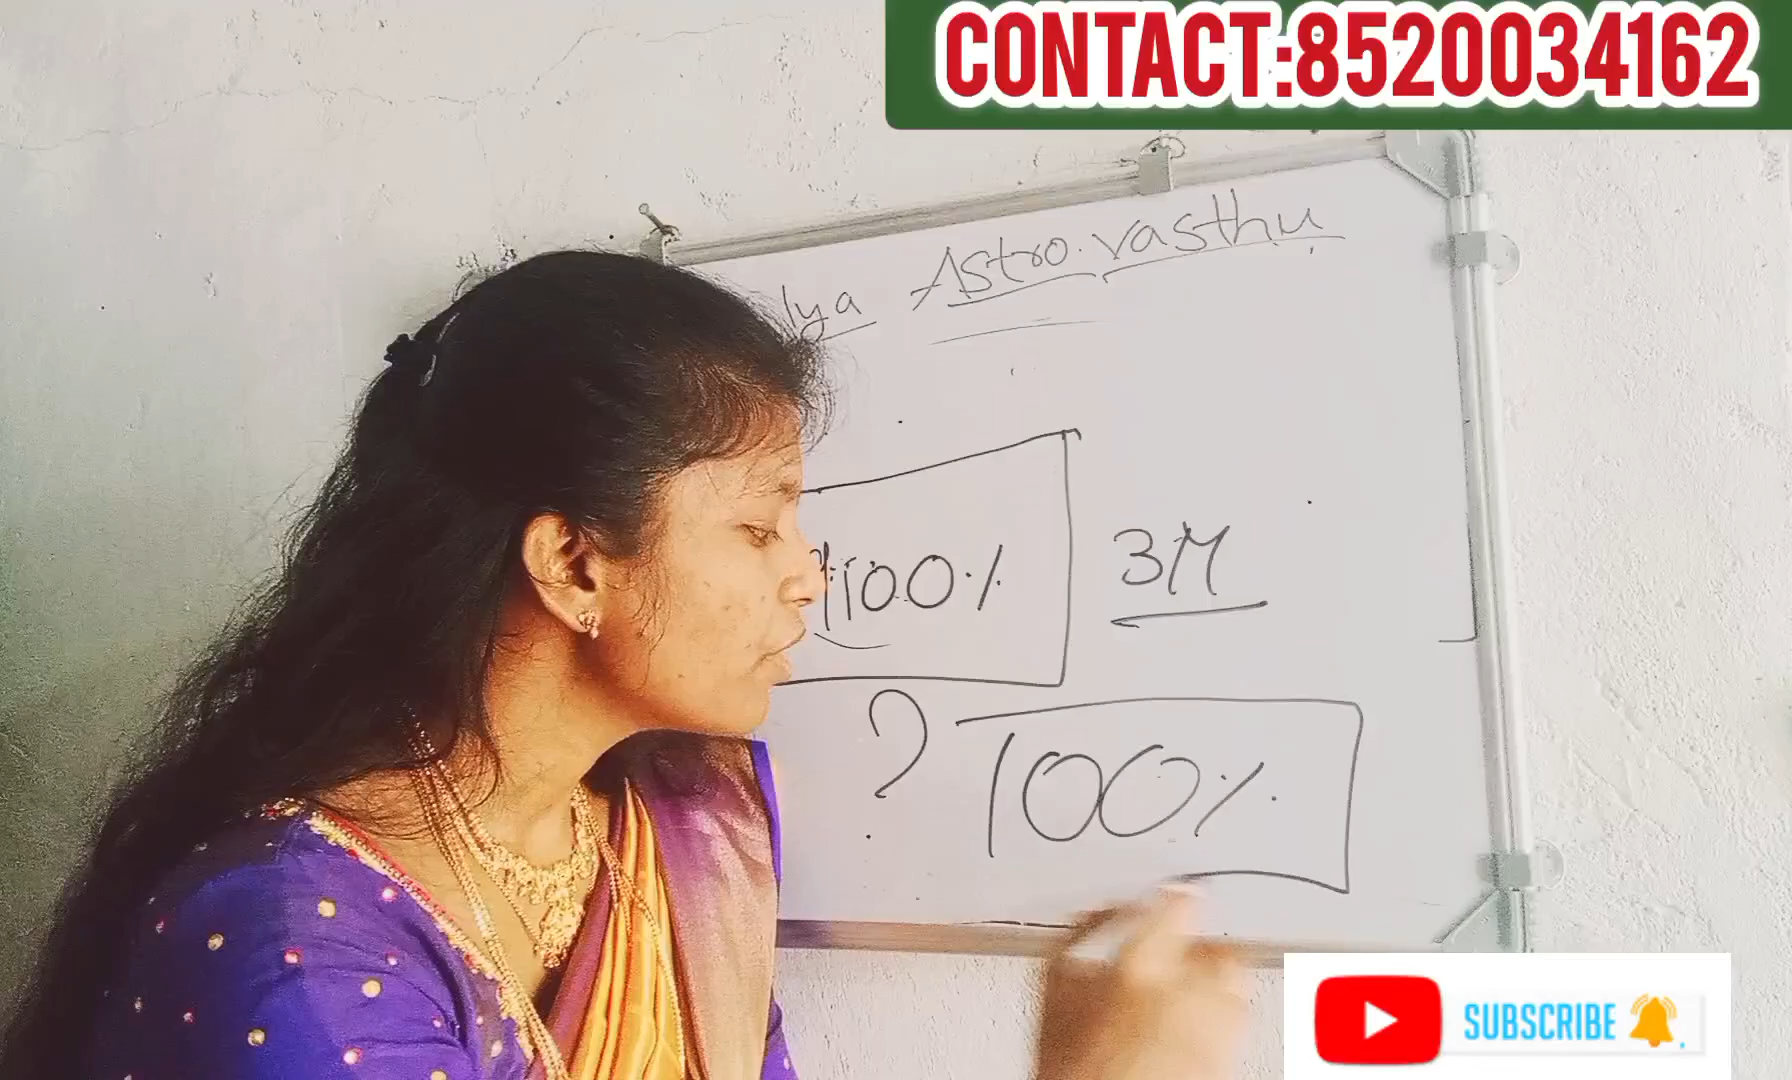 CONTACT:8520034162
lya Astro.vasthu
100%
3M
? 100%
SUBSCRIBE